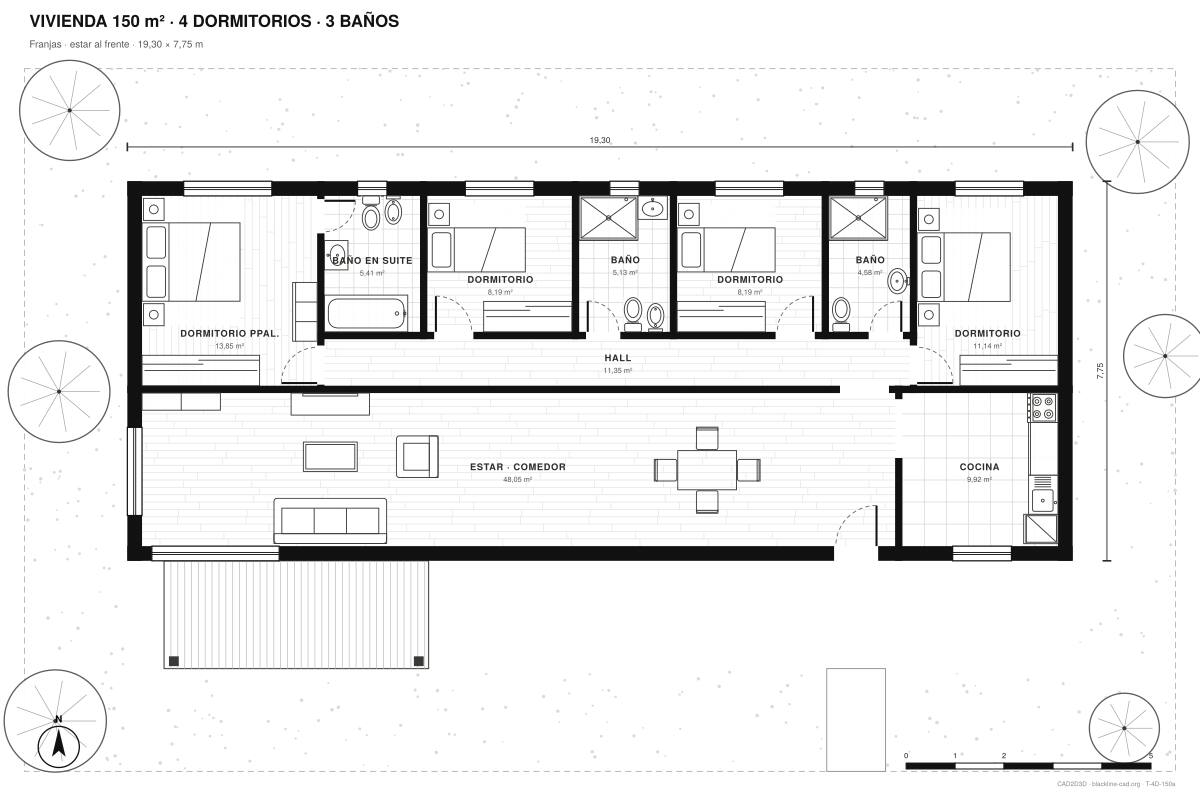 VIVIENDA 150 m² · 4 DORMITORIOS · 3 BAÑOS
Franjas · estar al frente · 19,30 × 7,75 m
19,30
BAÑO EN SUITE
5,41 m²
DORMITORIO
8,19 m²
BAÑO
5,13 m²
DORMITORIO
8,19 m²
BAÑO
4,58 m²
DORMITORIO PPAL.
13,85 m²
DORMITORIO
11,14 m²
HALL
11,35 m²
7,75
ESTAR · COMEDOR
48,05 m²
COCINA
9,92 m²
N
0 1 2 5
CAD2D3D · blackline-cad.org · T-4D-150a